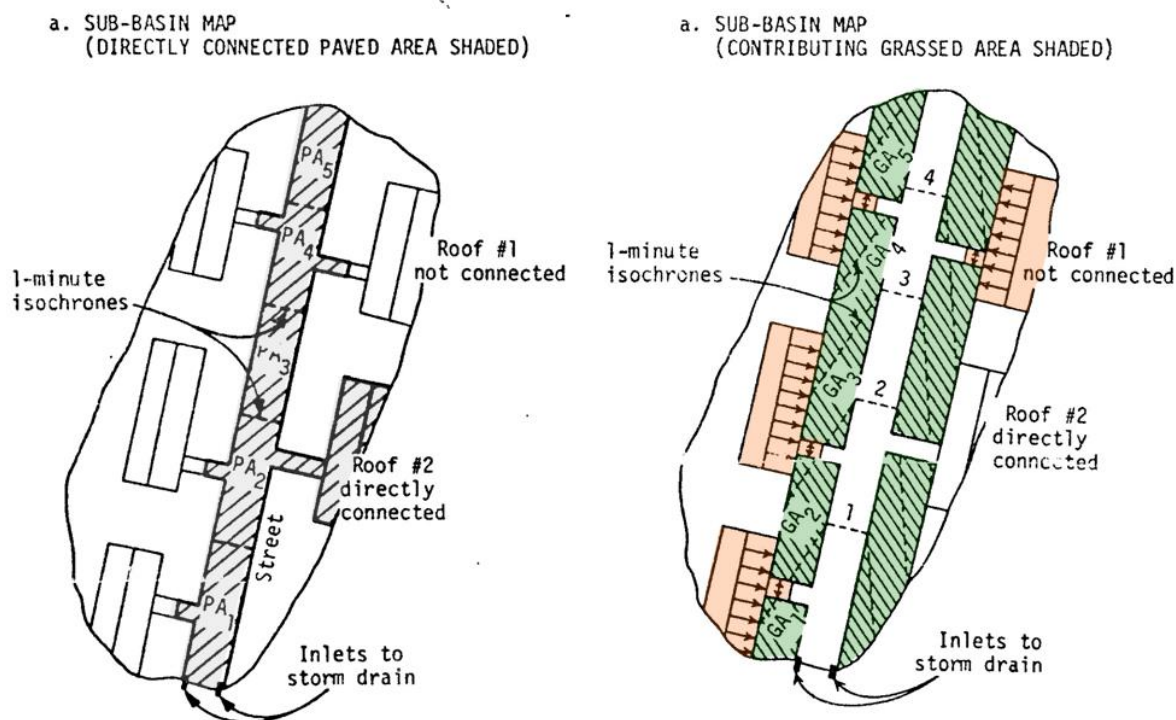 a. SUB-BASIN MAP
(DIRECTLY CONNECTED PAVED AREA SHADED)
PA5
PA4
Roof #1
not connected
1-minute
isochrones
PA3
Roof #2
directly
connected
PA2
Street
PA1
Inlets to
storm drain
a. SUB-BASIN MAP
(CONTRIBUTING GRASSED AREA SHADED)
GA5
4
Roof #1
not connected
GA4
1-minute
isochrones
3
GA3
2
Roof #2
directly
connected
GA2
1
GA1
Inlets to
storm drain